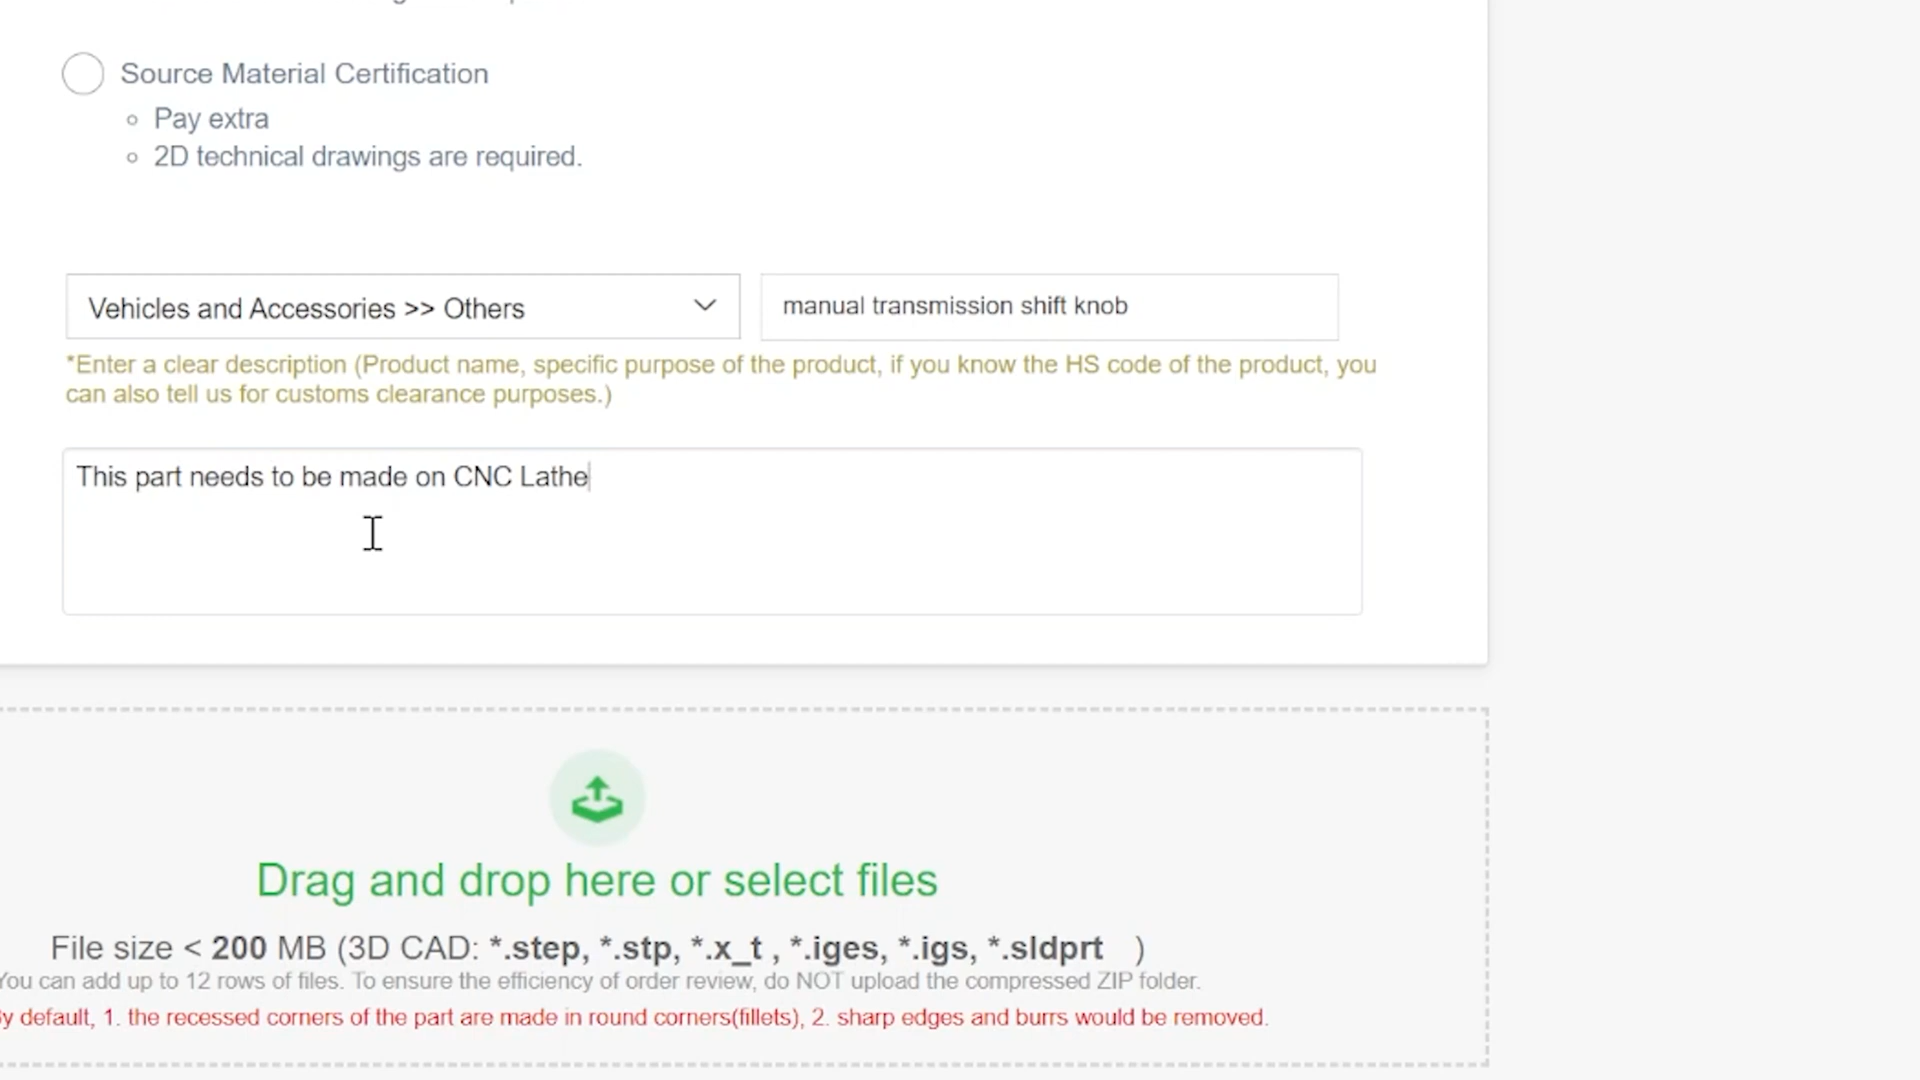 Source Material Certification
Pay extra
2D technical drawings are required.
Vehicles and Accessories >> Others
manual transmission shift knob
*Enter a clear description (Product name, specific purpose of the product, if you know the HS code of the product, you
can also tell us for customs clearance purposes.)
This part needs to be made on CNC Lathe
Drag and drop here or select files
File size < 200 MB (3D CAD: *.step, *.stp, *.x_t , *.iges, *.igs, *.sldprt )
You can add up to 12 rows of files. To ensure the efficiency of order review, do NOT upload the compressed ZIP folder.
y default, 1. the recessed corners of the part are made in round corners(fillets), 2. sharp edges and burrs would be removed.